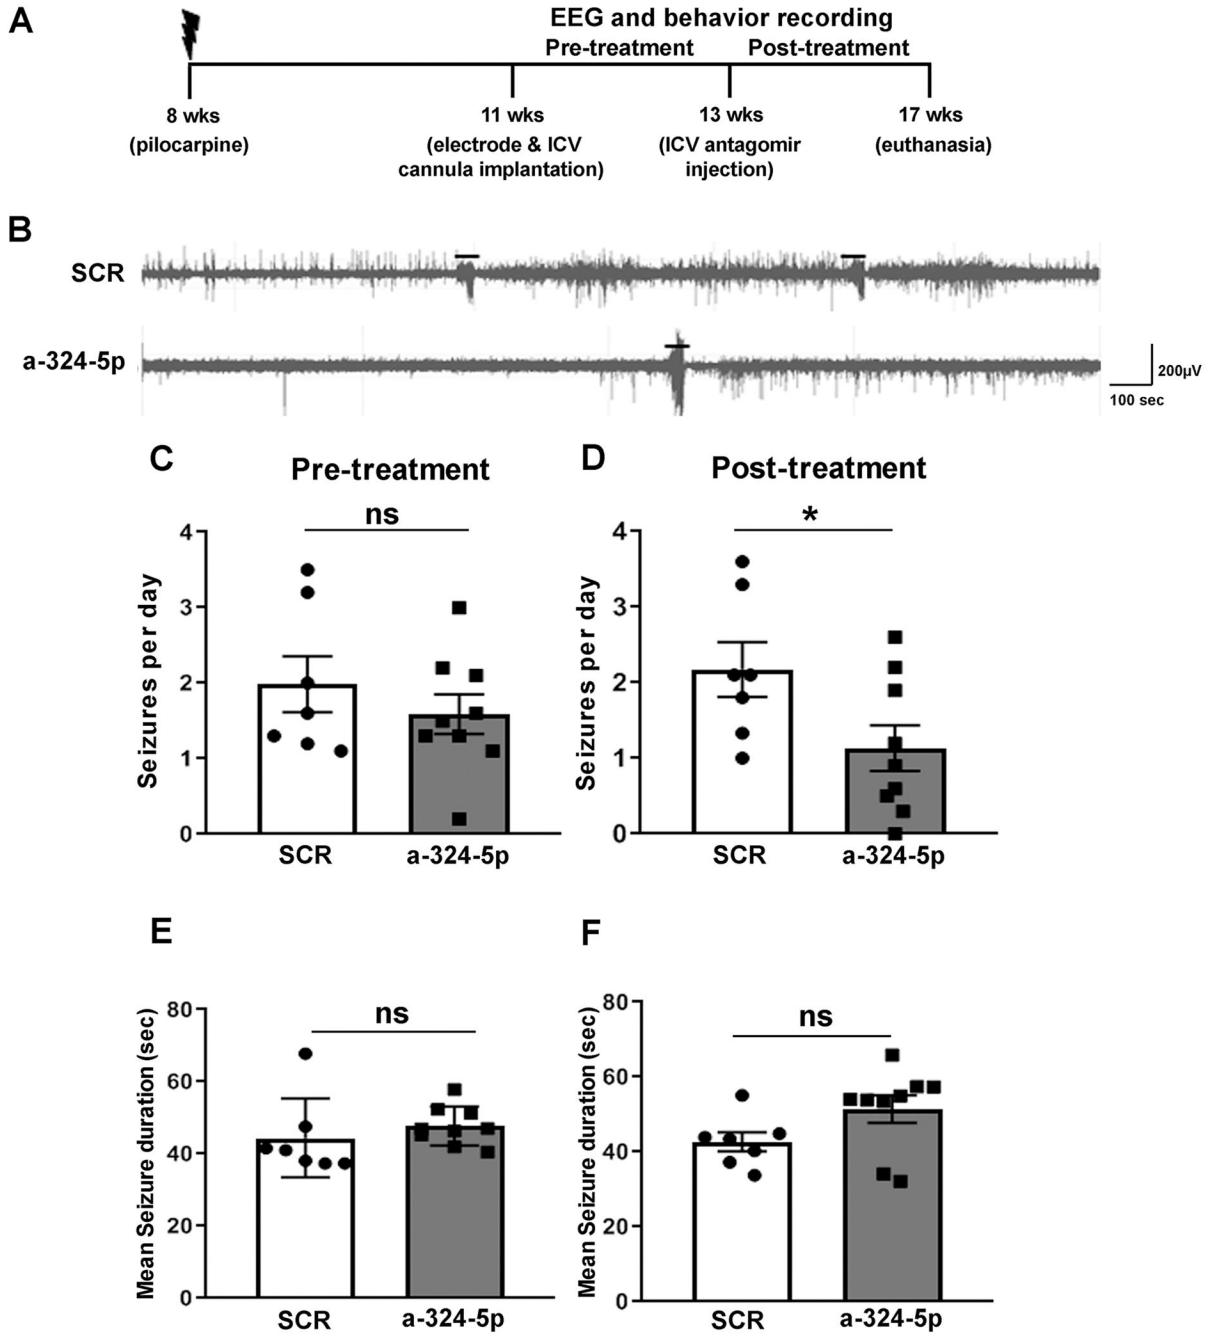 A
EEG and behavior recording
Pre-treatment Post-treatment
8 wks 11 wks 13 wks 17 wks
(pilocarpine) (electrode & ICV (ICV antagomir (euthanasia)
cannula implantation) injection)
B
SCR
a-324-5p
200µV
100 sec
C Pre-treatment
ns
Seizures per day
4
3
2
1
0
SCR a-324-5p
D Post-treatment
*
Seizures per day
4
3
2
1
0
SCR a-324-5p
E
ns
Mean Seizure duration (sec)
80
60
40
20
0
SCR a-324-5p
F
ns
Mean Seizure duration (sec)
80
60
40
20
0
SCR a-324-5p